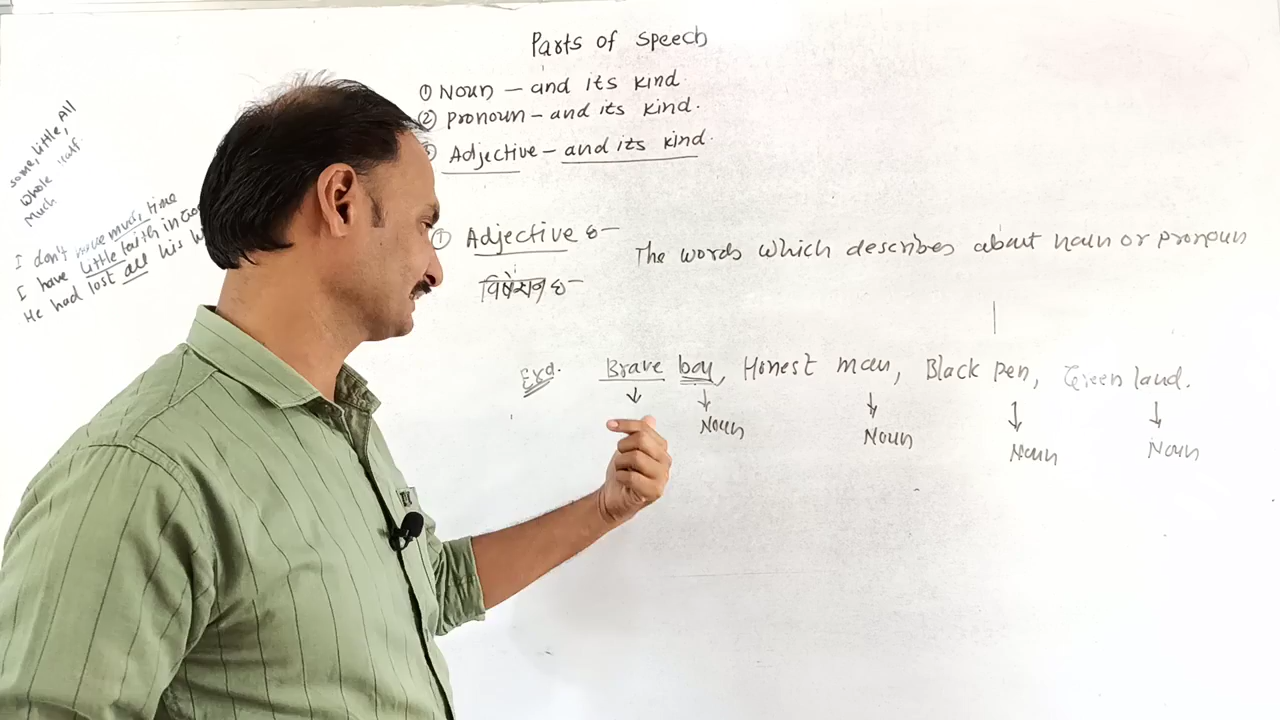 Parts of Speech
① Noun – and its kind.
② Pronoun – and its kind.
Adjective – and its kind.
some, little, All
whole half.
Much
I don't have much time
I have little faith in
He had lost all his
① Adjective :– The words which describes about noun or pronoun
विषेशन :–
Exa. Brave boy, Honest man, Black pen, Green land.
Noun Noun Noun Noun